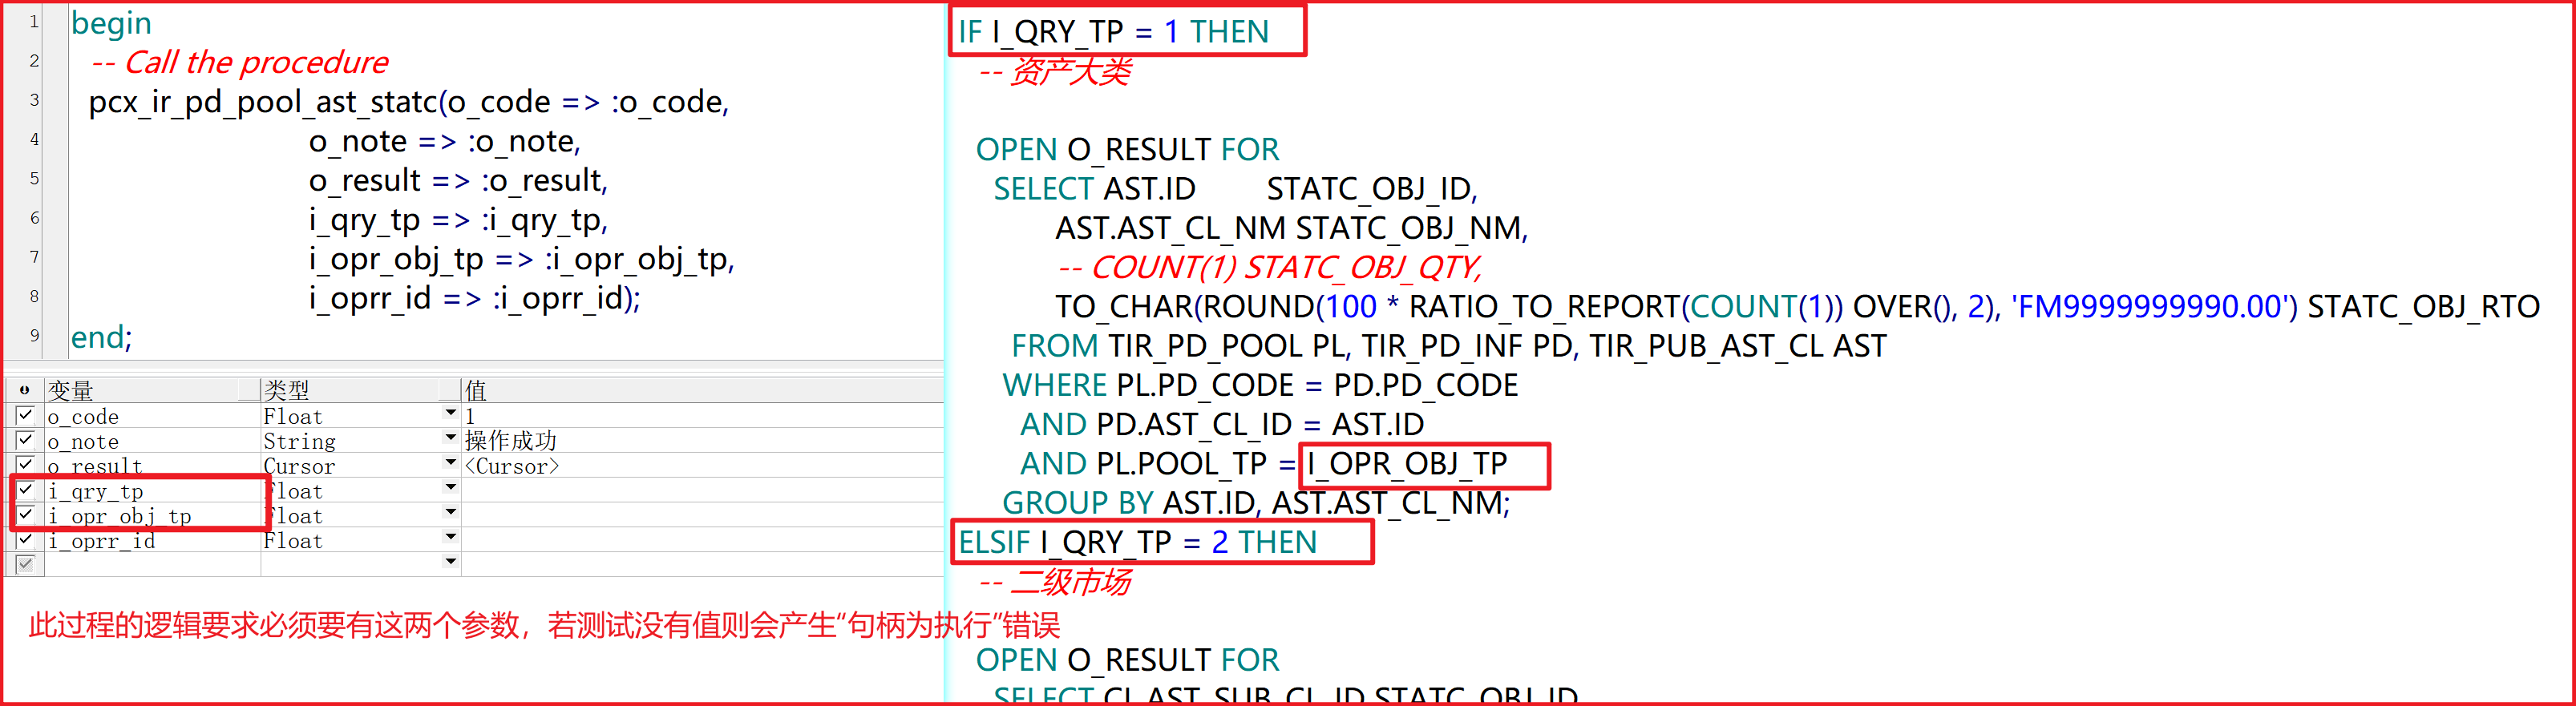 1 begin
2 -- Call the procedure
3 pcx_ir_pd_pool_ast_statc(o_code => :o_code,
4 o_note => :o_note,
5 o_result => :o_result,
6 i_qry_tp => :i_qry_tp,
7 i_opr_obj_tp => :i_opr_obj_tp,
8 i_oprr_id => :i_oprr_id);
9 end;
变量 类型 值
o_code Float 1
o_note String 操作成功
o_result Cursor <Cursor>
i_qry_tp Float
i_opr_obj_tp Float
i_oprr_id Float
此过程的逻辑要求必须要有这两个参数，若测试没有值则会产生“句柄为执行”错误
IF I_QRY_TP = 1 THEN
-- 资产大类
OPEN O_RESULT FOR
SELECT AST.ID STATC_OBJ_ID,
AST.AST_CL_NM STATC_OBJ_NM,
-- COUNT(1) STATC_OBJ_QTY,
TO_CHAR(ROUND(100 * RATIO_TO_REPORT(COUNT(1)) OVER(), 2), 'FM9999999990.00') STATC_OBJ_RTO
FROM TIR_PD_POOL PL, TIR_PD_INF PD, TIR_PUB_AST_CL AST
WHERE PL.PD_CODE = PD.PD_CODE
AND PD.AST_CL_ID = AST.ID
AND PL.POOL_TP = I_OPR_OBJ_TP
GROUP BY AST.ID, AST.AST_CL_NM;
ELSIF I_QRY_TP = 2 THEN
-- 二级市场
OPEN O_RESULT FOR
SELECT CL.AST_SUB_CL_ID STATC_OBJ_ID